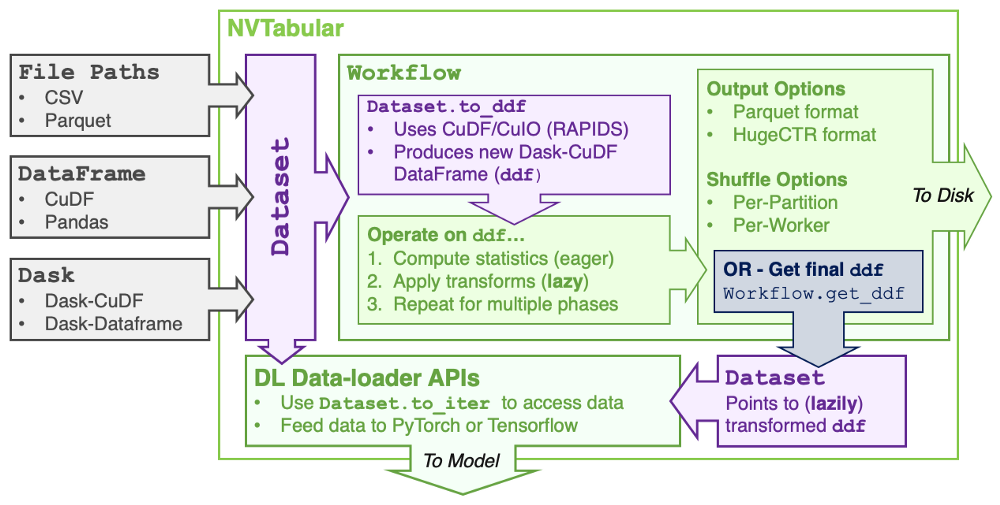 NVTabular
File Paths
• CSV
• Parquet
DataFrame
• CuDF
• Pandas
Dask
• Dask-CuDF
• Dask-Dataframe
Dataset
Workflow
Dataset.to_ddf
• Uses CuDF/CuIO (RAPIDS)
• Produces new Dask-CuDF
DataFrame (ddf)
Operate on ddf...
1. Compute statistics (eager)
2. Apply transforms (lazy)
3. Repeat for multiple phases
Output Options
• Parquet format
• HugeCTR format
Shuffle Options
• Per-Partition
• Per-Worker
To Disk
OR - Get final ddf
Workflow.get_ddf
DL Data-loader APIs
• Use Dataset.to_iter to access data
• Feed data to PyTorch or Tensorflow
Dataset
Points to (lazily)
transformed ddf
To Model